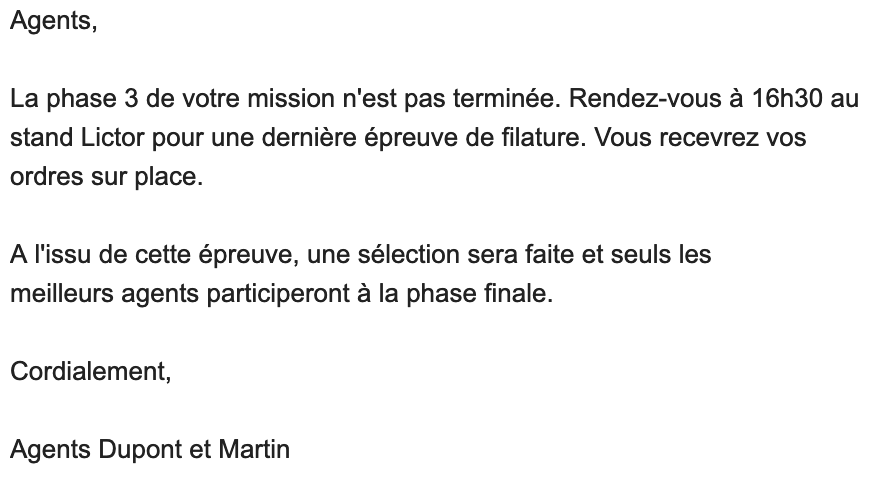 Agents,
La phase 3 de votre mission n'est pas terminée. Rendez-vous à 16h30 au
stand Lictor pour une dernière épreuve de filature. Vous recevrez vos
ordres sur place.
A l'issu de cette épreuve, une sélection sera faite et seuls les
meilleurs agents participeront à la phase finale.
Cordialement,
Agents Dupont et Martin